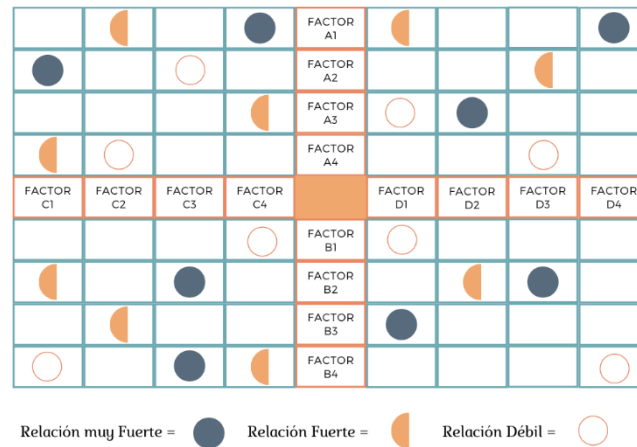 FACTOR
A1
FACTOR
A2
FACTOR
A3
FACTOR
A4
FACTOR
C1
FACTOR
C2
FACTOR
C3
FACTOR
C4
FACTOR
D1
FACTOR
D2
FACTOR
D3
FACTOR
D4
FACTOR
B1
FACTOR
B2
FACTOR
B3
FACTOR
B4
Relación muy Fuerte =
Relación Fuerte =
Relación Débil =